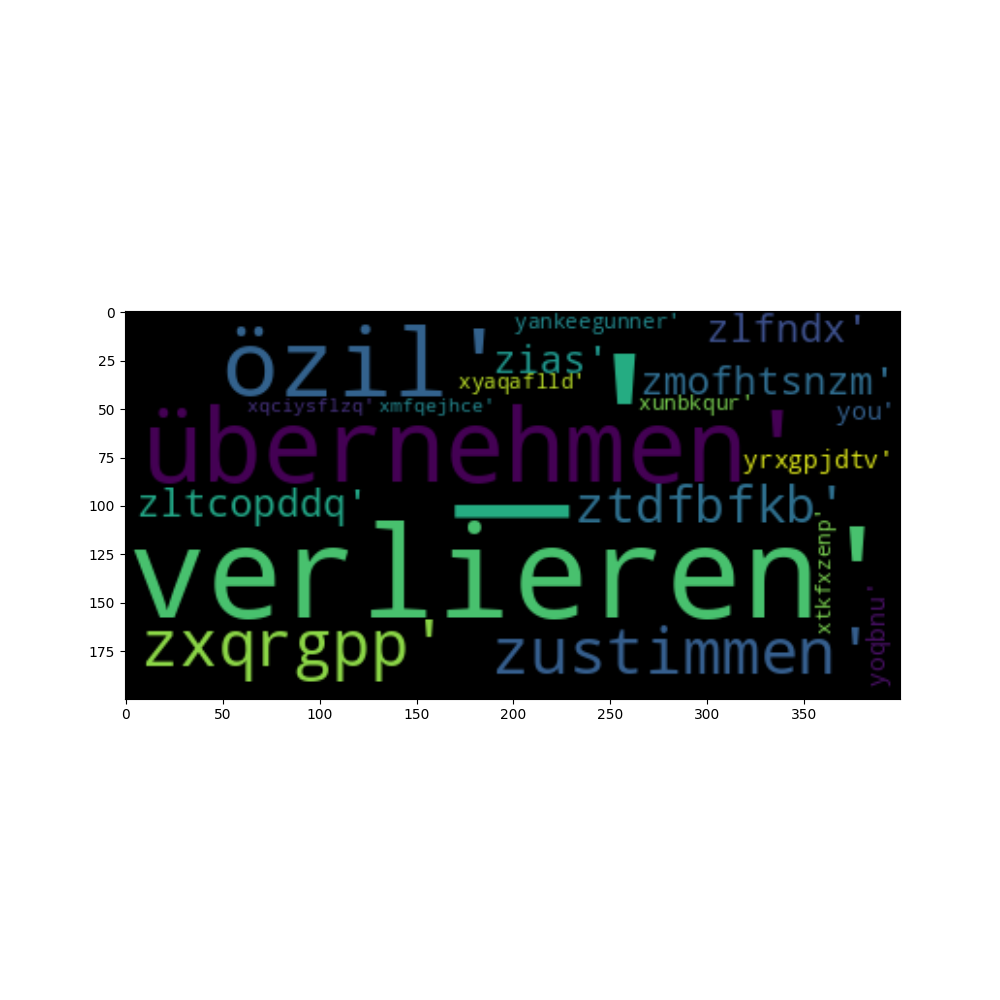 0
25
50
75
100
125
150
175
yankeegunner'
zlfndx'
özil'
zias'
_'
xyaqaflld'
zmofhtsnzm'
xqciysflzq'
xmfqejhce'
xunbkqur'
you'
übernehmen'
yrxgpjdtv'
zltcopddq'
ztdfbfkb'
verlieren'
xtkfxzenp'
yoqbnu'
zxqrgpp'
zustimmen'
0 50 100 150 200 250 300 350